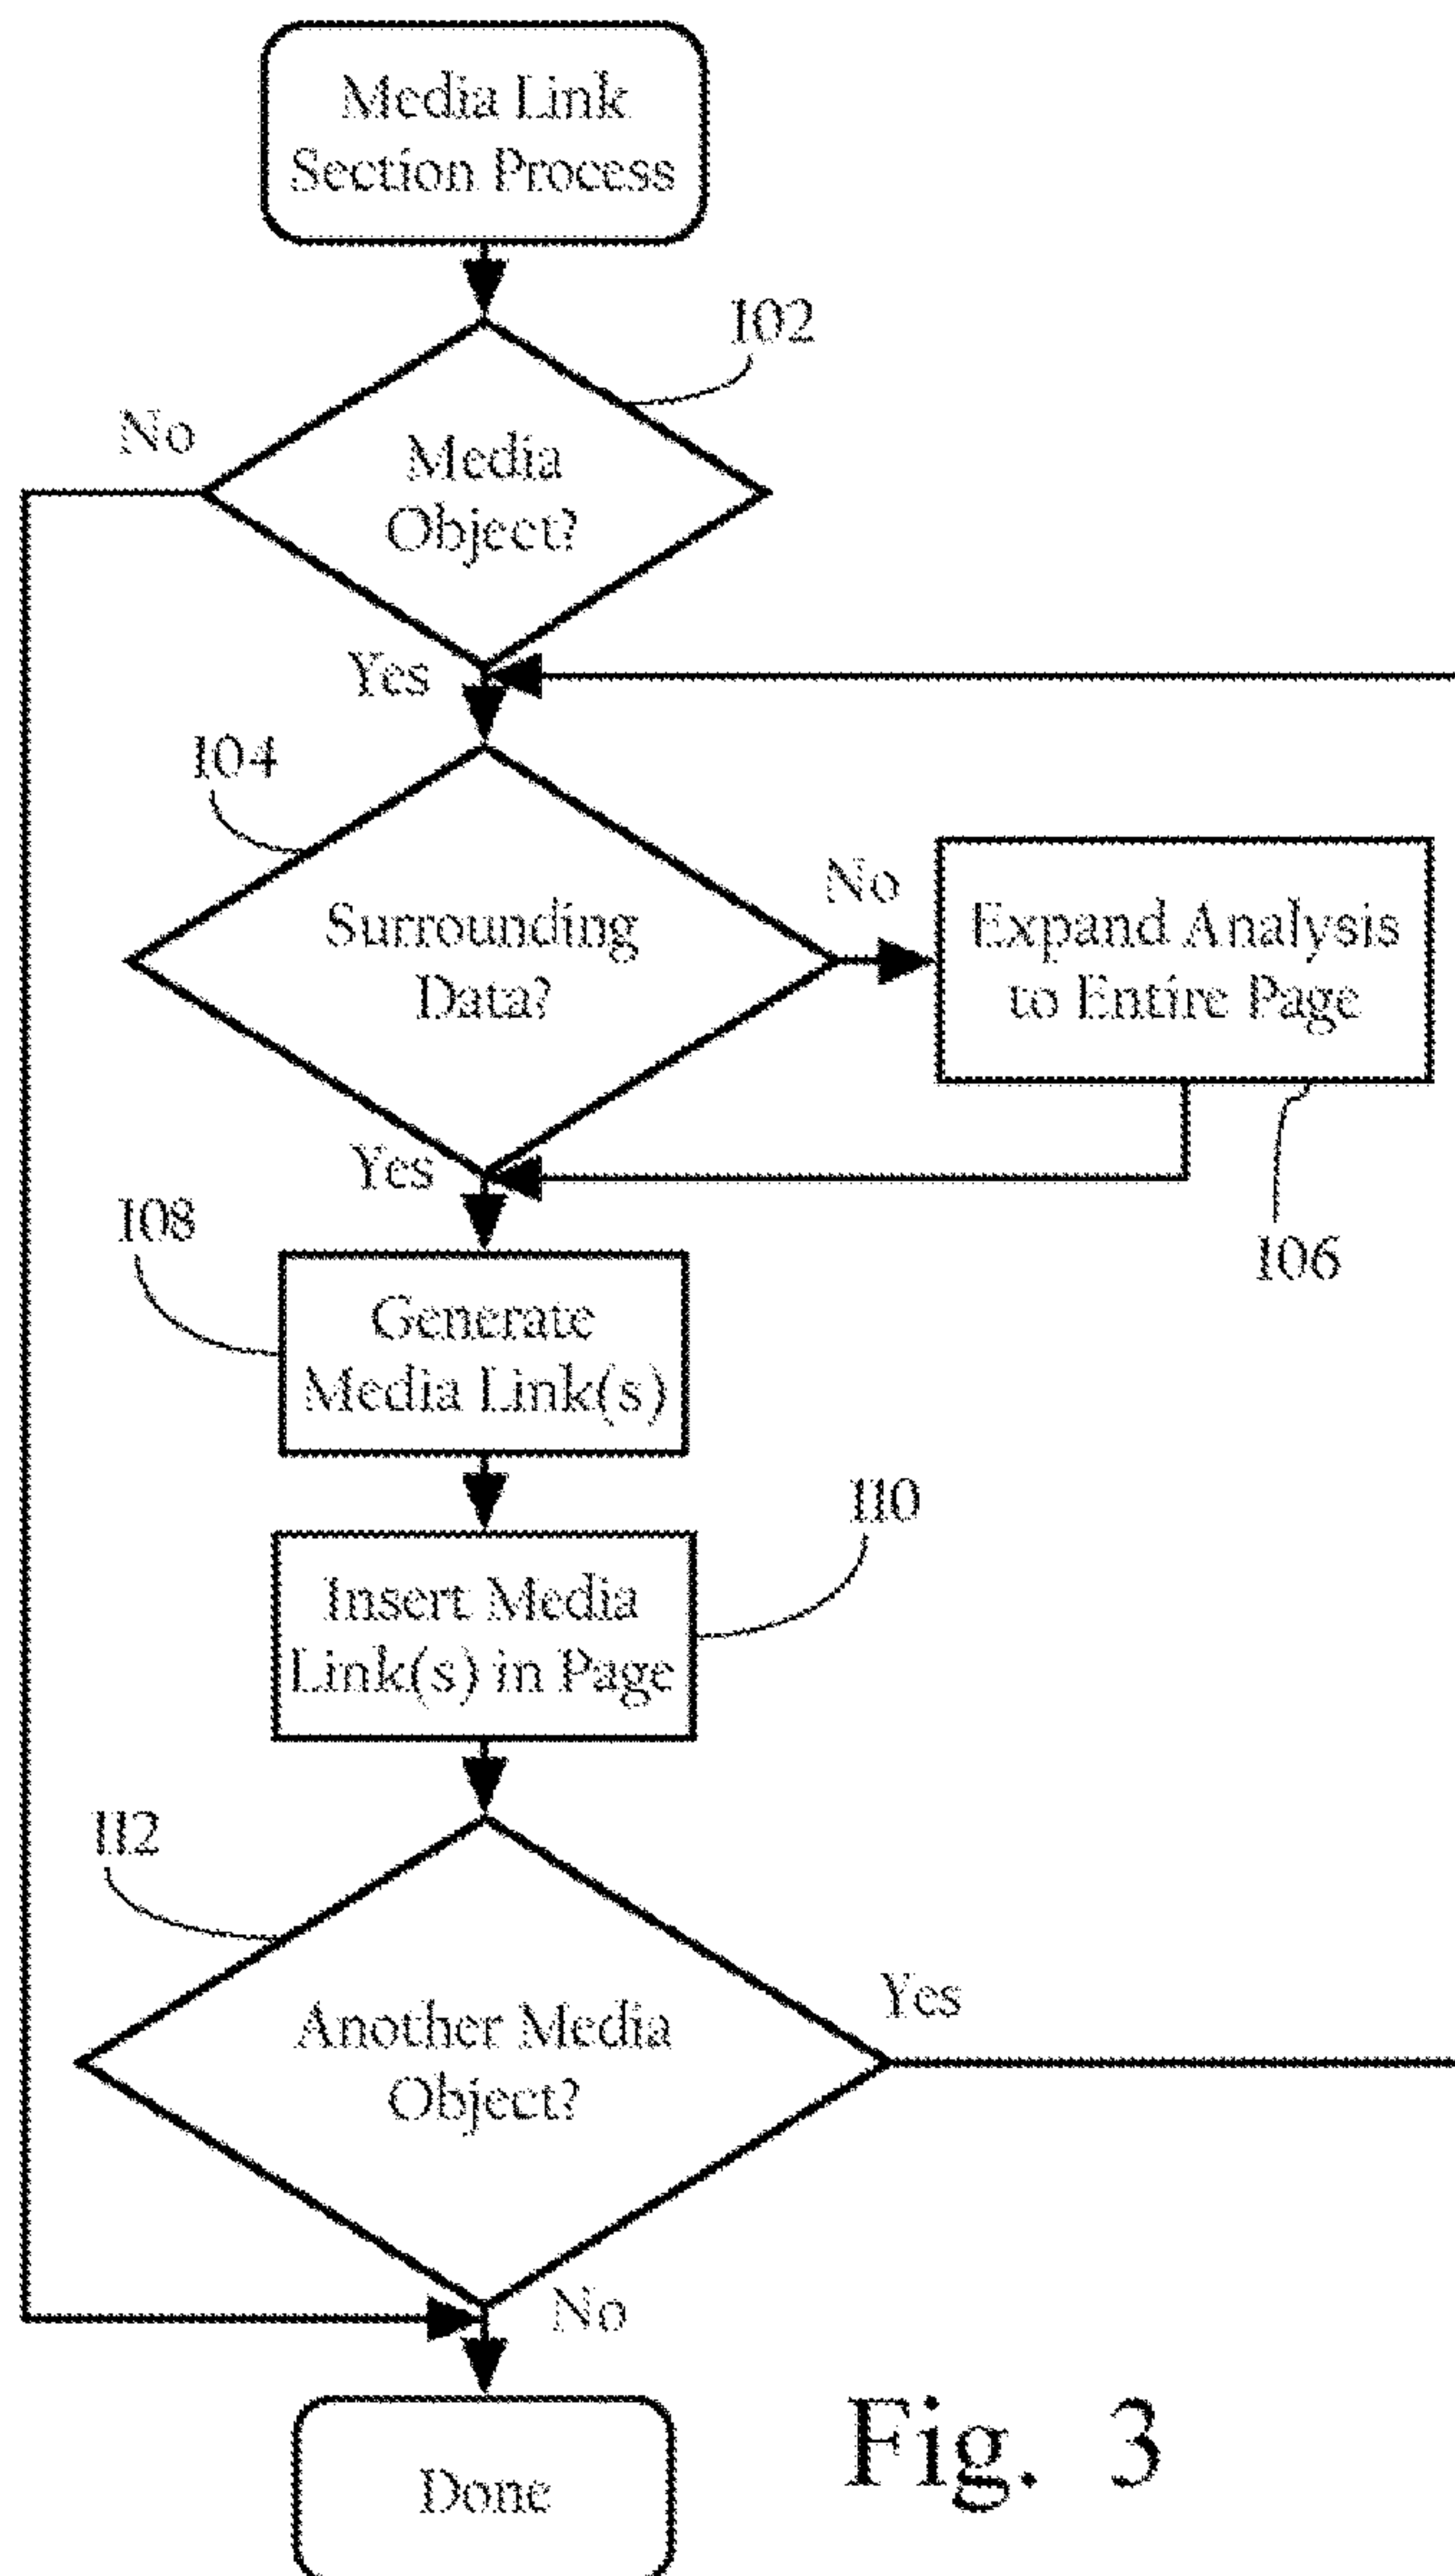 Media Link
Section Process
102
No
Media
Object?
Yes
104
No
Surrounding
Data?
Expand Analysis
to Entire Page
Yes
108
106
Generate
Media Link(s)
110
Insert Media
Link(s) in Page
112
Yes
Another Media
Object?
No
Done
Fig. 3